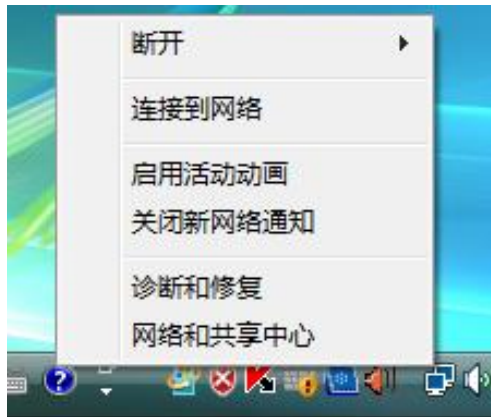 断开
连接到网络
启用活动动画
关闭新网络通知
诊断和修复
网络和共享中心